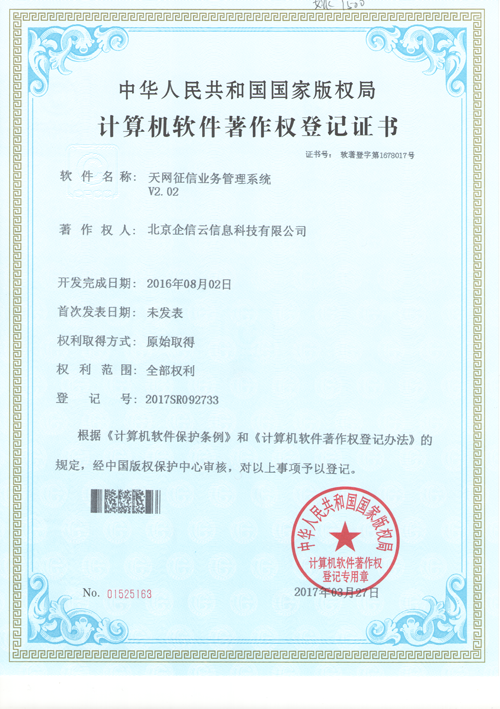 中华人民共和国国家版权局
计算机软件著作权登记证书
证书号： 软著登字第1678017号
软件名称： 天网征信业务管理系统
V2.02
著作权人： 北京企信云信息科技有限公司
开发完成日期： 2016年08月02日
首次发表日期： 未发表
权利取得方式： 原始取得
权利范围： 全部权利
登记号： 2017SR092733
根据《计算机软件保护条例》和《计算机软件著作权登记办法》的
规定，经中国版权保护中心审核，对以上事项予以登记。
中华人民共和国国家版权局
计算机软件著作权
登记专用章
No. 01525163
2017年03月27日